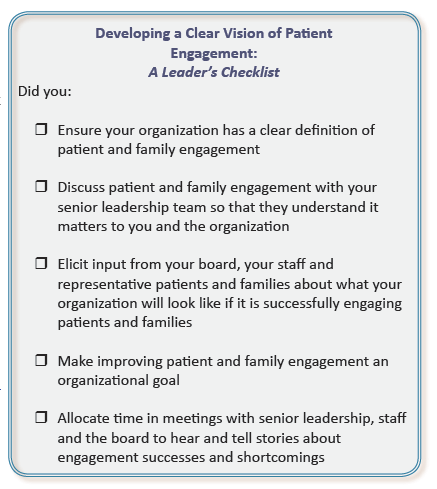 Developing a Clear Vision of Patient
Engagement:
A Leader's Checklist
Did you:
❒ Ensure your organization has a clear definition of
patient and family engagement
❒ Discuss patient and family engagement with your
senior leadership team so that they understand it
matters to you and the organization
❒ Elicit input from your board, your staff and
representative patients and families about what your
organization will look like if it is successfully engaging
patients and families
❒ Make improving patient and family engagement an
organizational goal
❒ Allocate time in meetings with senior leadership, staff
and the board to hear and tell stories about
engagement successes and shortcomings